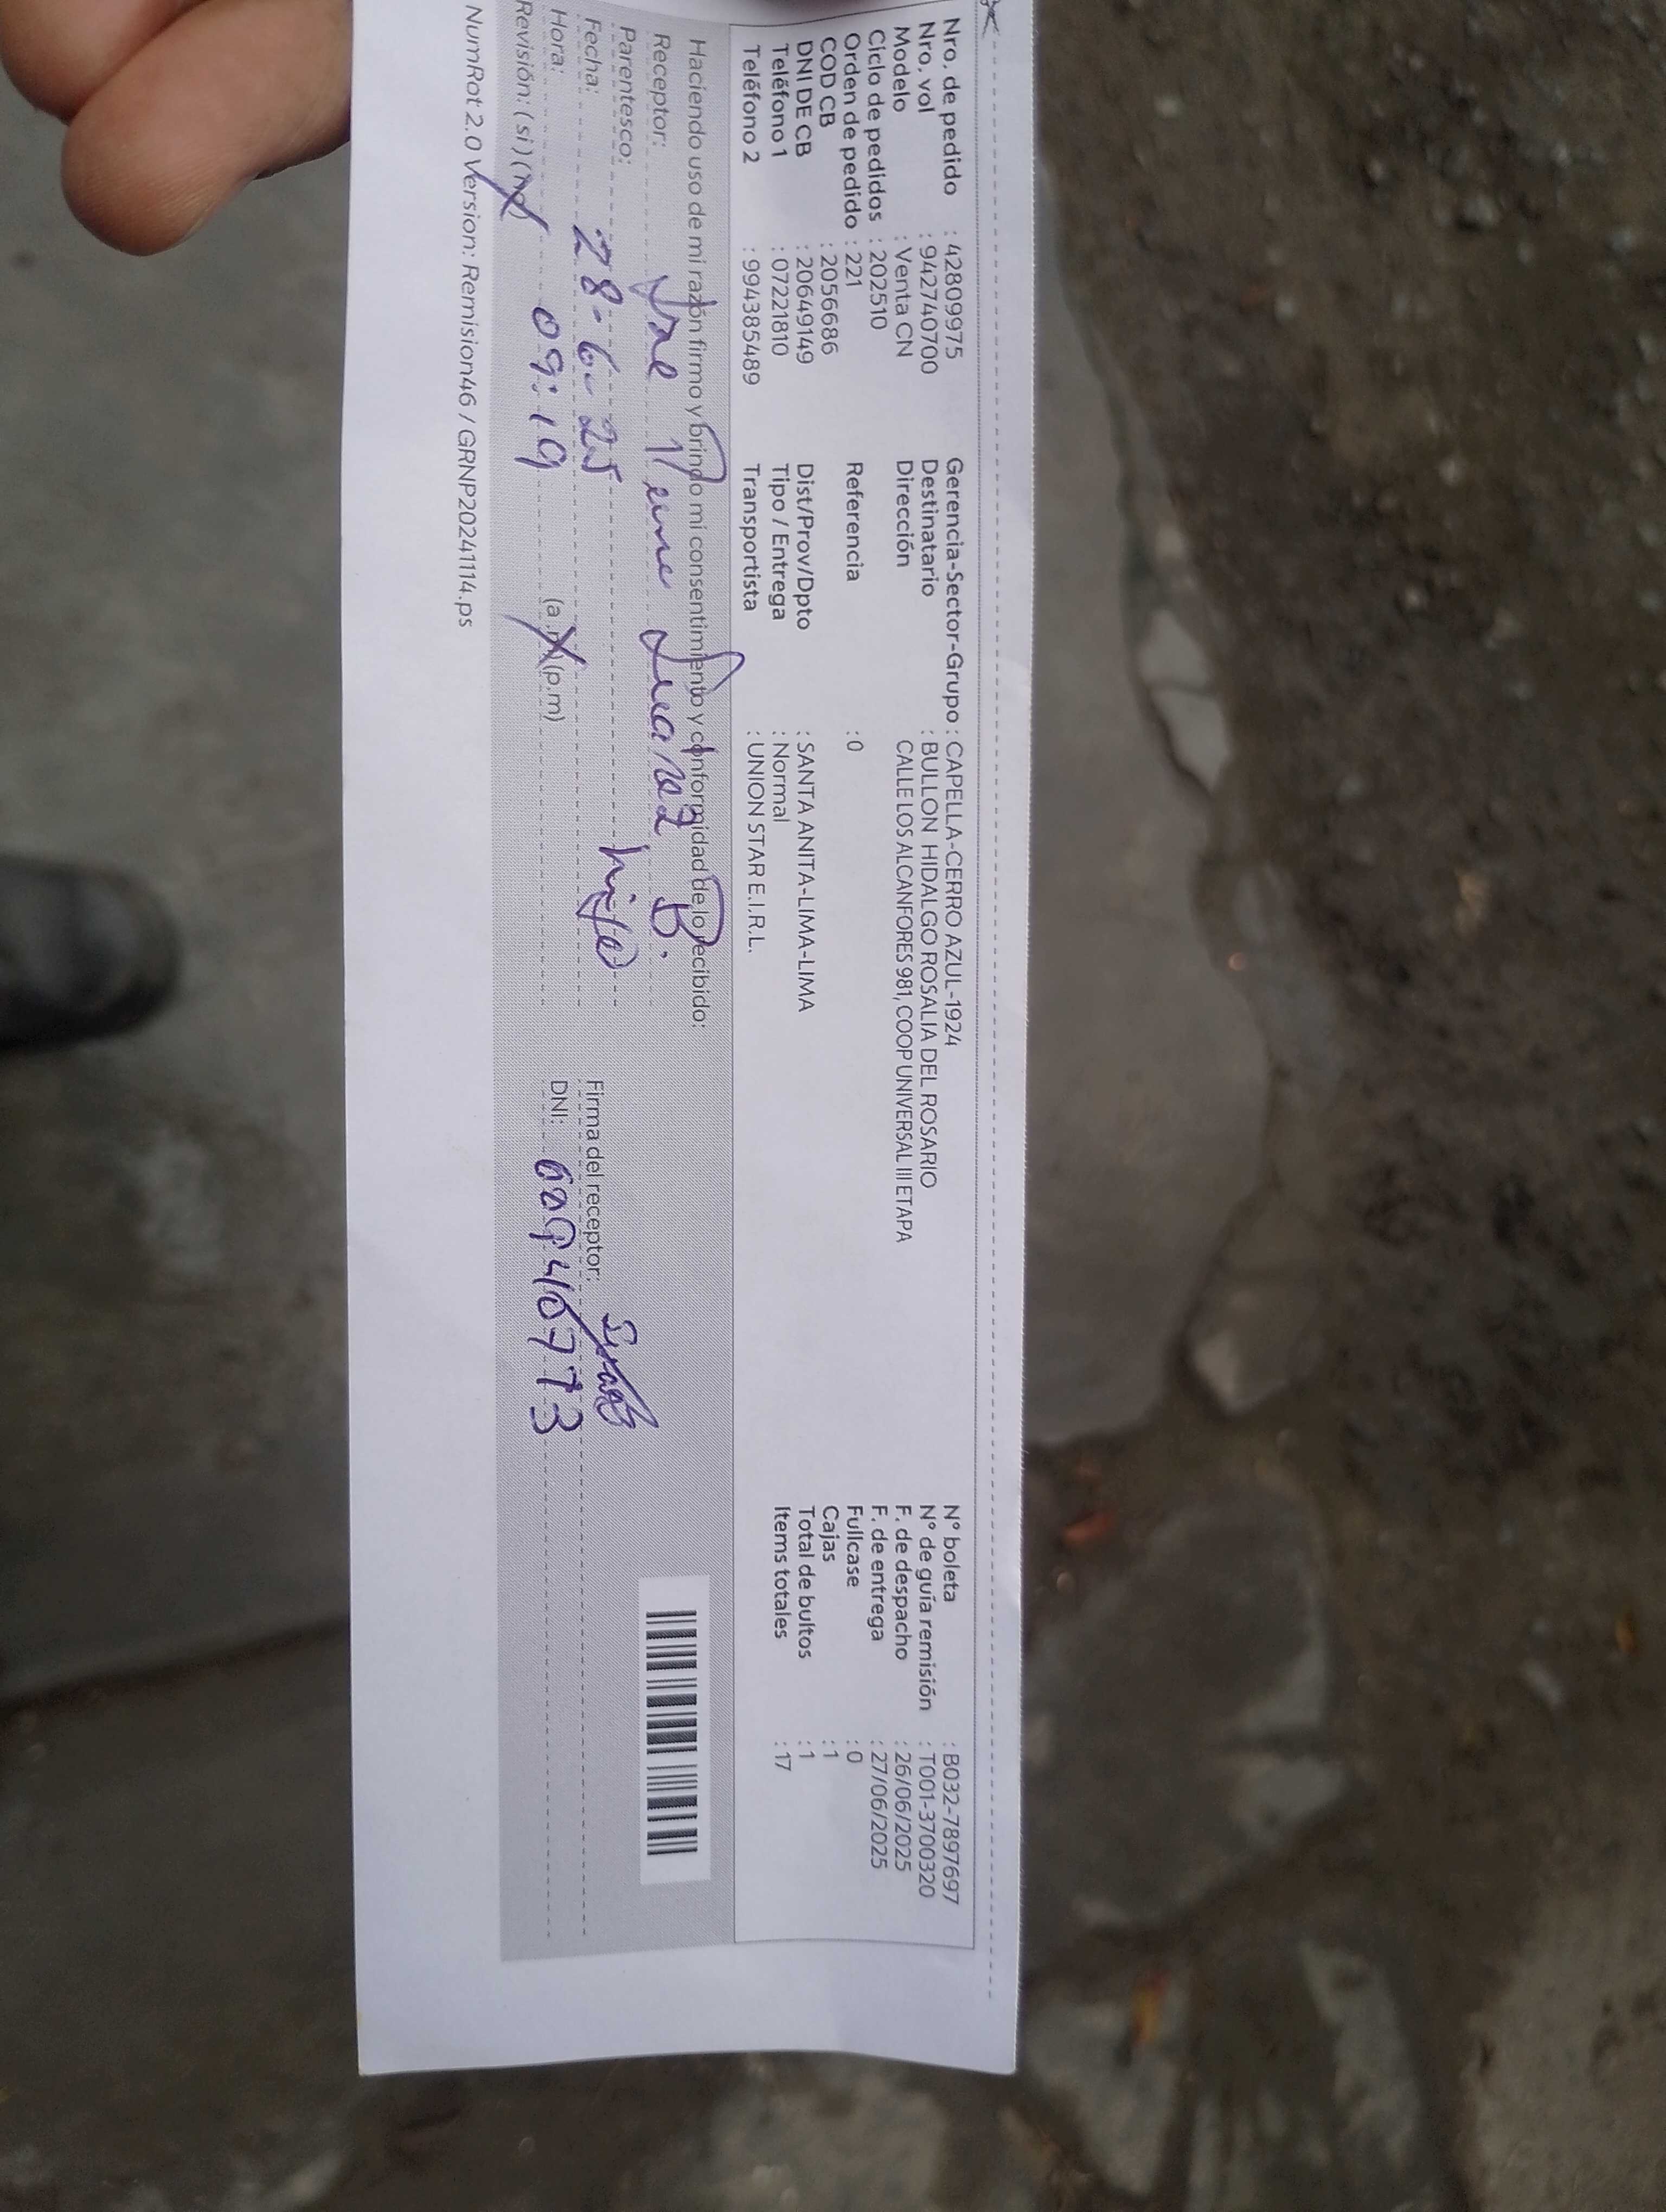 Nro. de pedido : 42809975 Gerencia-Sector-Grupo : CAPELLA-CERRO AZUL-1924 N° boleta : B032-7897697
Nro. vol : 942740700 Destinatario : BULLON HIDALGO ROSALIA DEL ROSARIO N° de guía remisión : T001-3700320
Modelo : Venta CN Dirección CALLE LOS ALCANFORES 981, COOP UNIVERSAL III ETAPA F. de despacho : 26/06/2025
Ciclo de pedidos : 202510 F. de entrega : 27/06/2025
Orden de pedido : 221 Referencia : 0 Fullcase : 0
COD CB : 2056686 Cajas : 1
DNI DE CB : 20649149 Dist/Prov/Dpto : SANTA ANITA-LIMA-LIMA Total de bultos : 1
Teléfono 1 : 07221810 Tipo / Entrega : Normal Items totales : 17
Teléfono 2 : 994385489 Transportista : UNION STAR E.I.R.L.
Haciendo uso de mi razón firmo y brindo mi consentimiento y conformidad de lo recibido:
Receptor: B.
Parentesco:
Fecha: 28-6-25 Firma del receptor:
Hora: 09:19 (a.m) (p.m) DNI:
Revisión: (si) (no)
NumRot 2.0 Version: Remision46 / GRNP20241114.ps